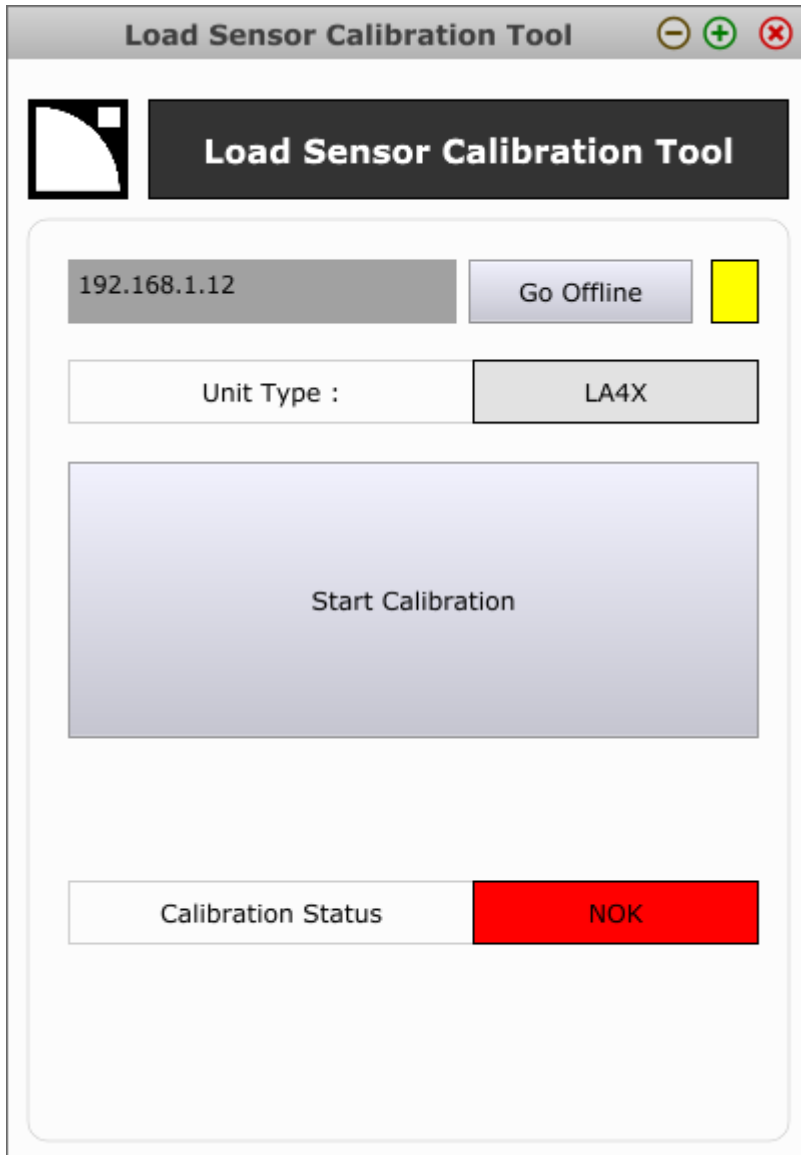 Load Sensor Calibration Tool
Load Sensor Calibration Tool
192.168.1.12
Go Offline
Unit Type :
LA4X
Start Calibration
Calibration Status
NOK